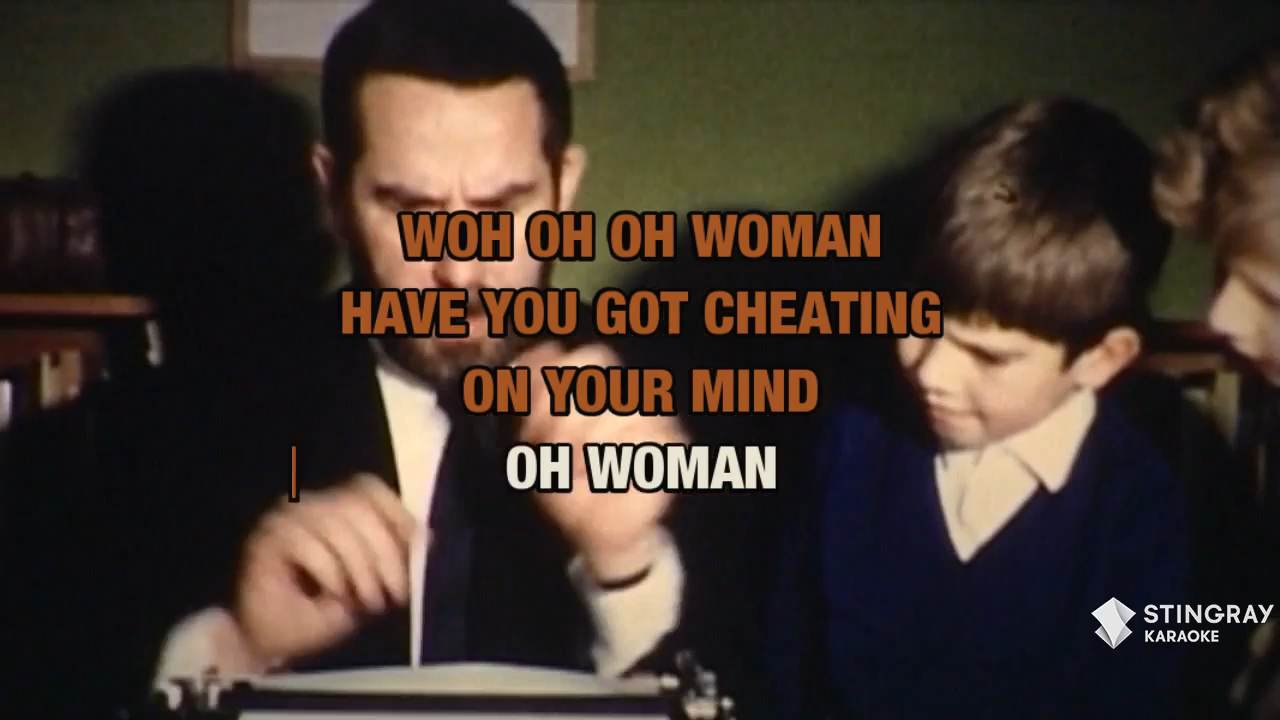 WOH OH OH WOMAN
HAVE YOU GOT CHEATING
ON YOUR MIND
OH WOMAN
STINGRAY
KARAOKE